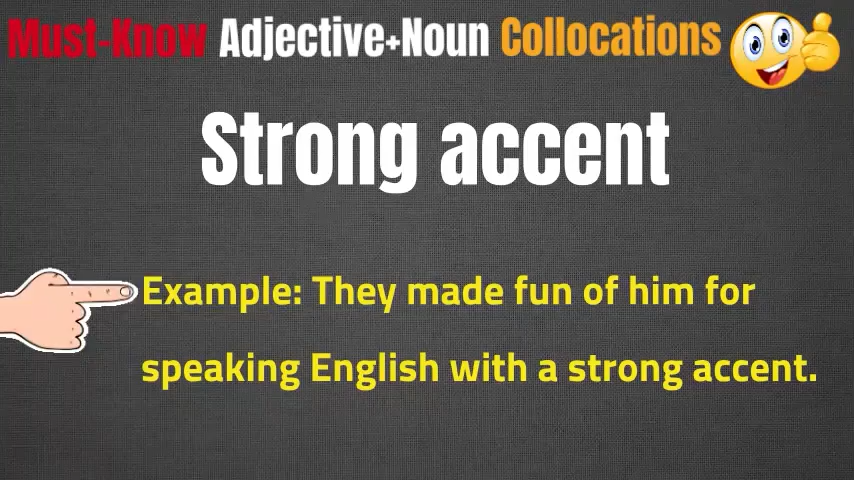 Must-Know Adjective+Noun Collocations
Strong accent
Example: They made fun of him for
speaking English with a strong accent.